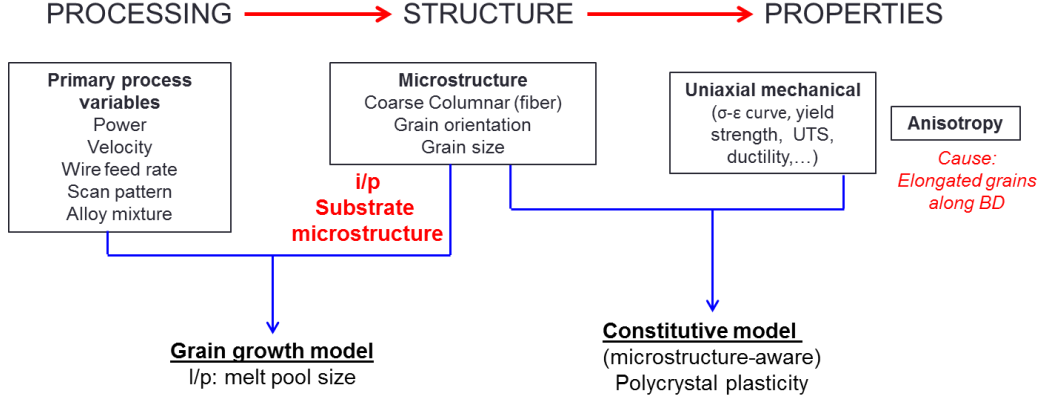 PROCESSING
STRUCTURE
PROPERTIES
Primary process
variables
Power
Velocity
Wire feed rate
Scan pattern
Alloy mixture
Microstructure
Coarse Columnar (fiber)
Grain orientation
Grain size
Uniaxial mechanical
(σ-ε curve, yield
strength, UTS,
ductility,…)
Anisotropy
Cause:
Elongated grains
along BD
i/p
Substrate
microstructure
Grain growth model
I/p: melt pool size
Constitutive model
(microstructure-aware)
Polycrystal plasticity